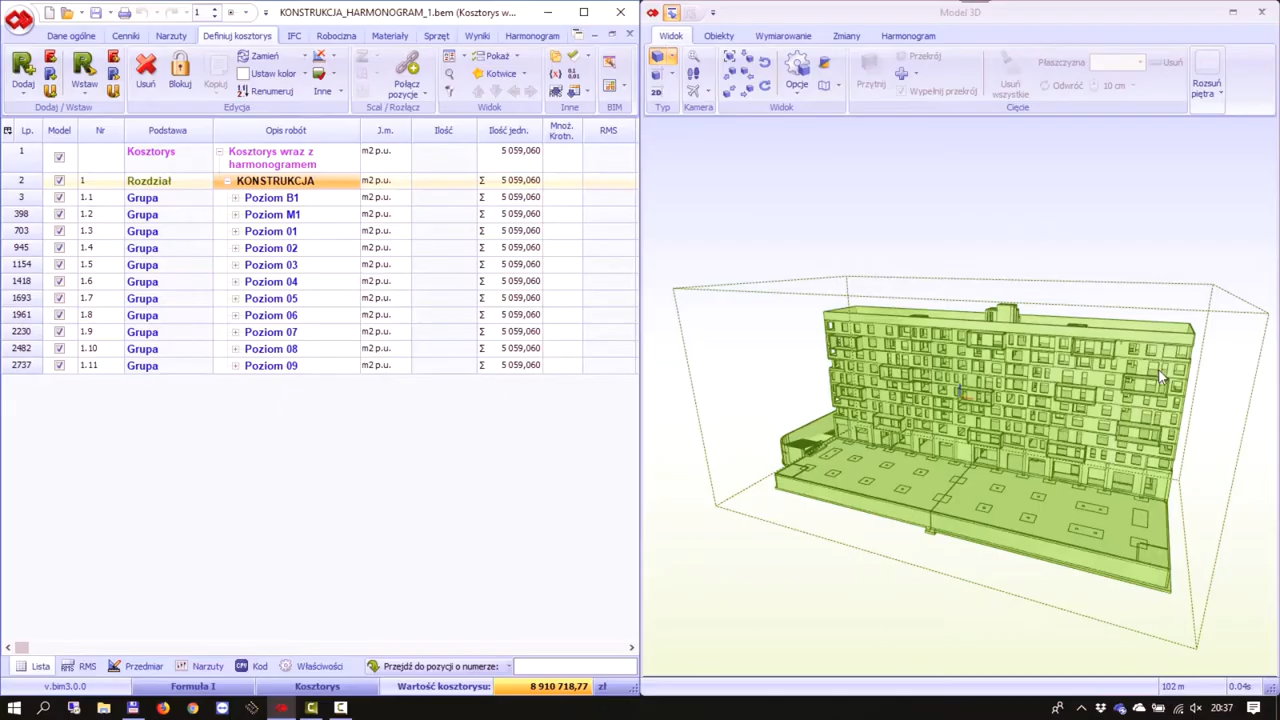 1
KONSTRUKCJA_HARMONOGRAM_1.bem (Kosztorys w...
Model 3D
Dane ogólne
Cenniki
Narzuty
Definiuj kosztorys
IFC
Robocizna
Materiały
Sprzęt
Wyniki
Harmonogram
Widok
Obiekty
Wymiarowanie
Zmiany
Harmonogram
Dodaj
Wstaw
Usuń
Blokuj
Kopiuj
Zamień
Ustaw kolor
Renumeruj
Inne
Połącz
pozycje
Pokaż
Kotwice
Dodaj / Wstaw
Edycja
Scal / Rozłącz
Widok
Inne
BIM
2D
Opcje
Przytnij
Przekrój
Wypełnij przekrój
Usuń
wszystkie
Płaszczyzna
Usuń
Odwróć
10 cm
Rozsuń
piętra
Typ
Kamera
Widok
Cięcie
Lp.
Model
Nr
Podstawa
Opis robót
J.m.
Ilość
Ilość jedn.
Mnoż.
Krotn.
RMS
1 Kosztorys Kosztorys wraz z m2 p.u. 5 059,060
harmonogramem
2 1 Rozdział KONSTRUKCJA m2 p.u. Σ 5 059,060
3 1.1 Grupa Poziom B1 m2 p.u. Σ 5 059,060
398 1.2 Grupa Poziom M1 m2 p.u. Σ 5 059,060
703 1.3 Grupa Poziom 01 m2 p.u. Σ 5 059,060
945 1.4 Grupa Poziom 02 m2 p.u. Σ 5 059,060
1154 1.5 Grupa Poziom 03 m2 p.u. Σ 5 059,060
1418 1.6 Grupa Poziom 04 m2 p.u. Σ 5 059,060
1693 1.7 Grupa Poziom 05 m2 p.u. Σ 5 059,060
1961 1.8 Grupa Poziom 06 m2 p.u. Σ 5 059,060
2230 1.9 Grupa Poziom 07 m2 p.u. Σ 5 059,060
2482 1.10 Grupa Poziom 08 m2 p.u. Σ 5 059,060
2737 1.11 Grupa Poziom 09 m2 p.u. Σ 5 059,060
Lista
RMS
Przedmiar
Narzuty
Kod
Właściwości
Przejdź do pozycji o numerze:
v.bim3.0.0
Formuła I
Kosztorys
Wartość kosztorysu:
8 910 718,77
zł
102 m
0.04s
20:37